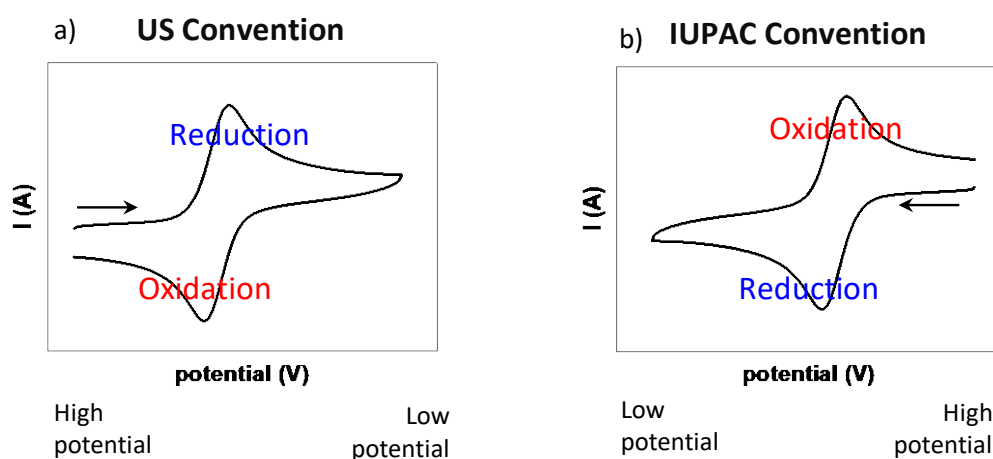 a) US Convention
Reduction
Oxidation
I (A)
potential (V)
High
potential
Low
potential
b) IUPAC Convention
Oxidation
Reduction
I (A)
potential (V)
Low
potential
High
potential